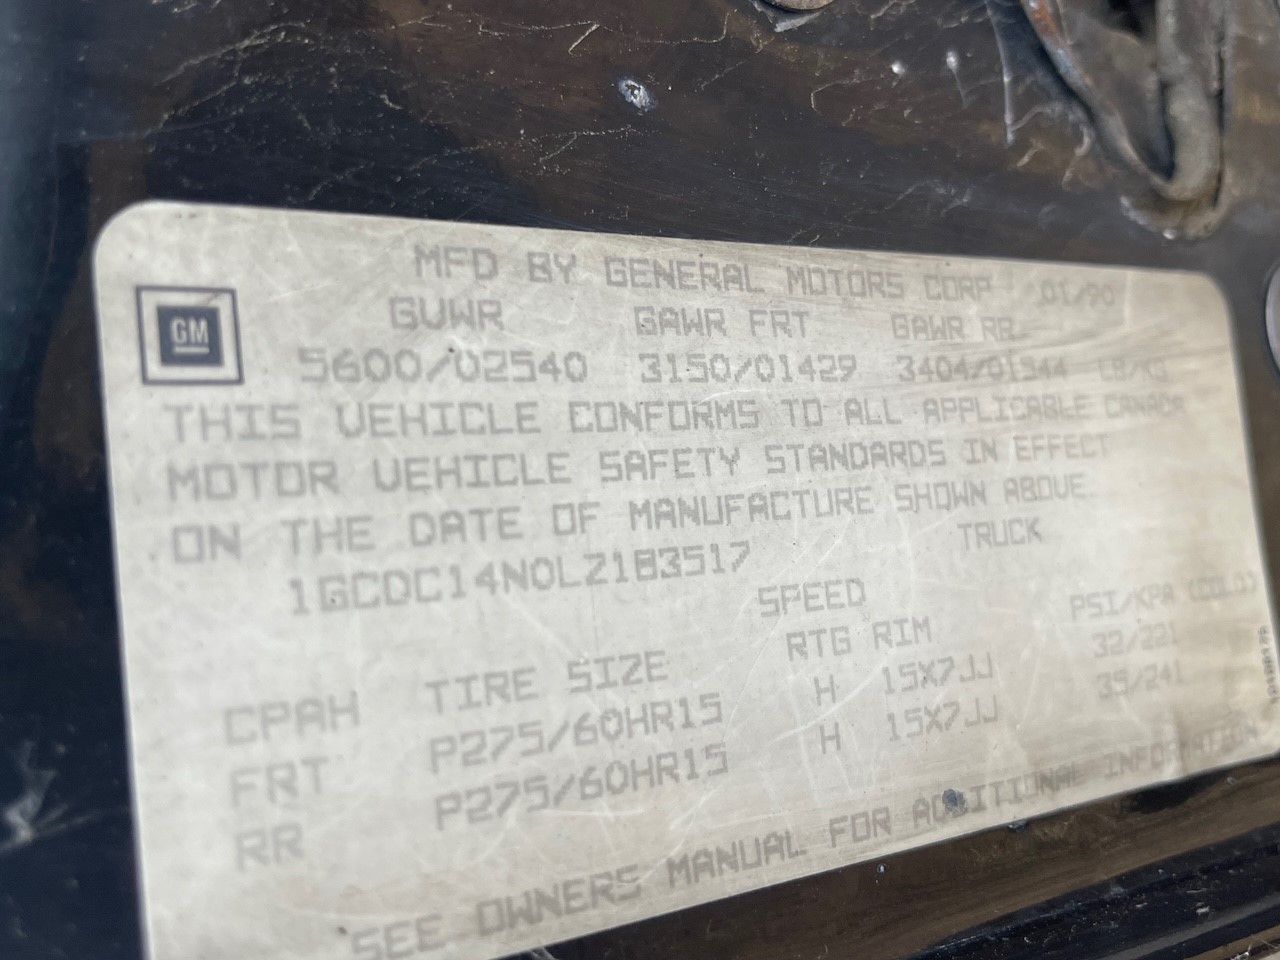 MFD BY GENERAL MOTORS CORP 01/90
GM
GVWR GAWR FRT GAWR RR
5600/02540 3150/01429 3404/01544 LB/KG
THIS VEHICLE CONFORMS TO ALL APPLICABLE CANADA
MOTOR VEHICLE SAFETY STANDARDS IN EFFECT
ON THE DATE OF MANUFACTURE SHOWN ABOVE.
1GCDC14N0LZ183517 TRUCK
SPEED
CPAH TIRE SIZE RTG RIM PSI/KPA (COLD)
FRT P275/60HR15 H 15X7JJ 32/221
RR P275/60HR15 H 15X7JJ 35/241
SEE OWNERS MANUAL FOR ADDITIONAL INFORMATION